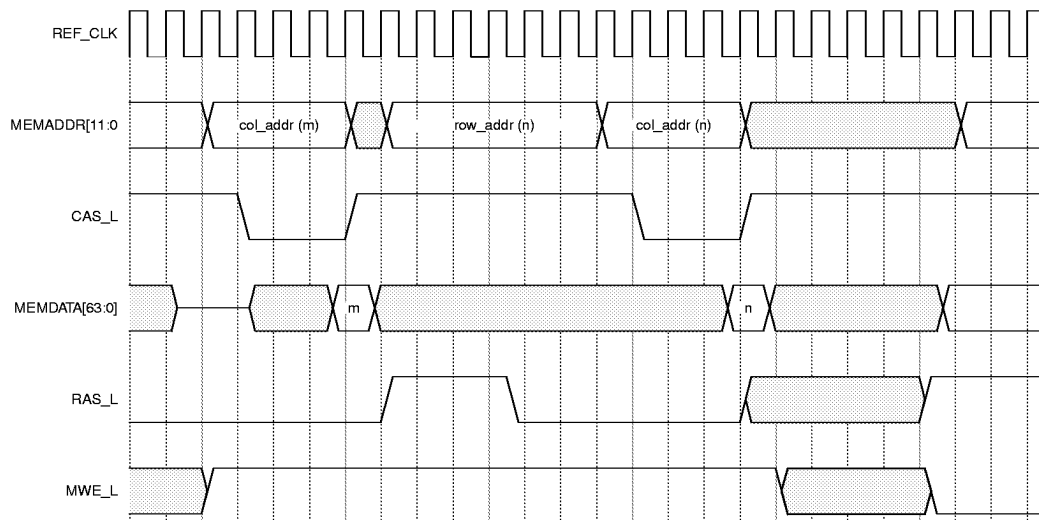 REF_CLK
MEMADDR[11:0
col_addr (m)
row_addr (n)
col_addr (n)
CAS_L
MEMDATA[63:0]
m
n
RAS_L
MWE_L